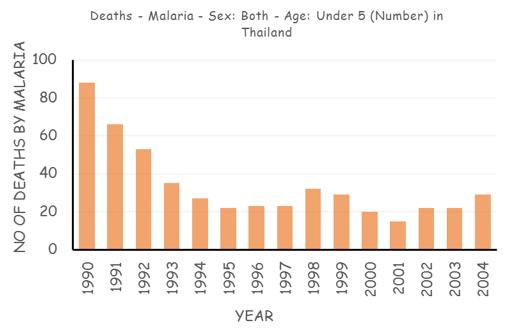 Deaths - Malaria - Sex: Both - Age: Under 5 (Number) in
Thailand
NO OF DEATHS BY MALARIA
100
80
60
40
20
0
1990 1991 1992 1993 1994 1995 1996 1997 1998 1999 2000 2001 2002 2003 2004
YEAR